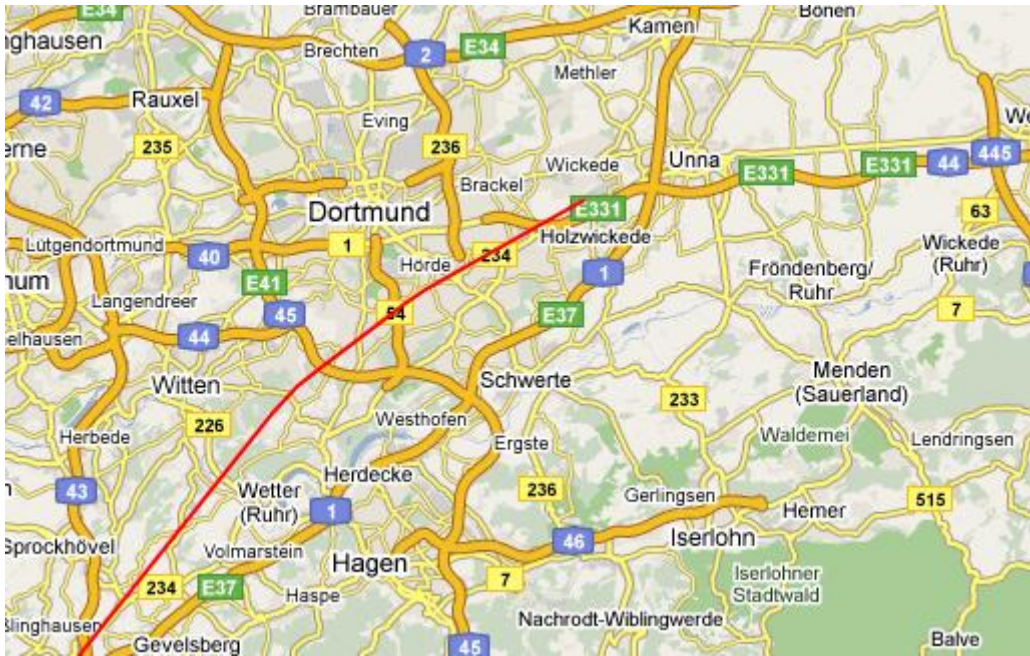 E34
Brambauer
Bönen
nghausen
Kamen
Brechten
2
E34
Methler
42
Rauxel
Eving
erne
235
236
Wickede
Unna
445
We
E331
E331
44
Brackel
Dortmund
E331
63
Lütgendortmund
40
1
Holzwickede
Wickede
(Ruhr)
Hörde
234
num
E41
1
Fröndenberg/
Ruhr
Langendreer
45
54
E37
7
elhausen
44
Witten
Schwerte
Menden
(Sauerland)
226
Westhofen
233
Herbede
Ergste
Waldemei
Lendringsen
Herdecke
43
Wetter
(Ruhr)
1
236
Gerlingsen
515
Hemer
Sprockhövel
Volmarstein
Hagen
46
Iserlohn
234
E37
Haspe
7
Iserlohner
Stadtwald
ßlinghausen
Nachrodt-Wiblingwerde
Gevelsberg
45
Balve